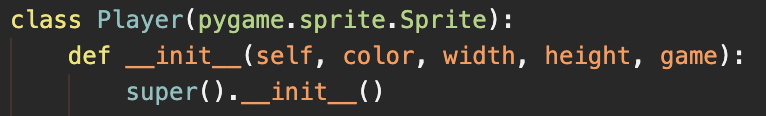 class Player(pygame.sprite.Sprite):
    def __init__(self, color, width, height, game):
        super().__init__()